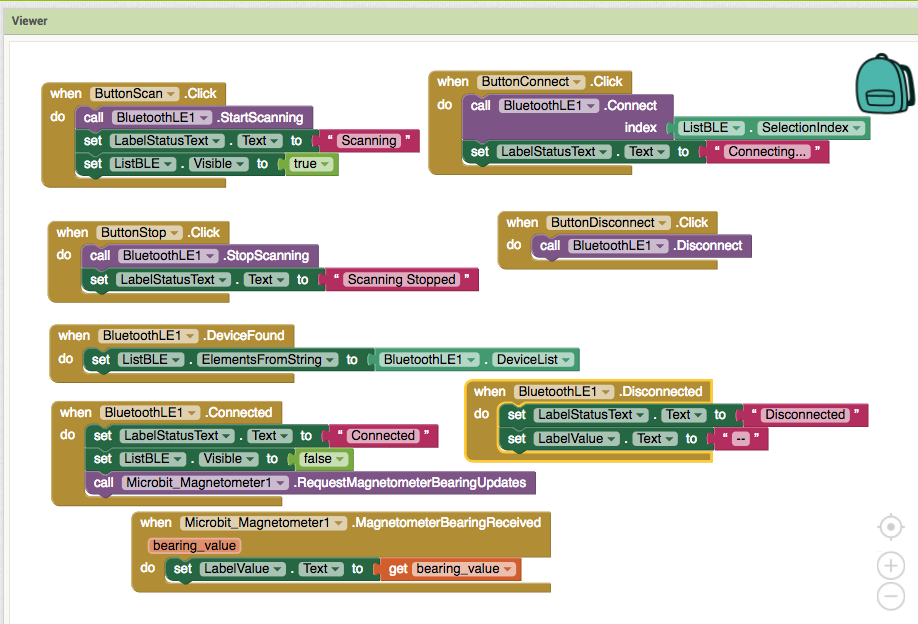 Viewer
when ButtonScan .Click
do call BluetoothLE1 .StartScanning
set LabelStatusText . Text to " Scanning "
set ListBLE . Visible to true
when ButtonConnect .Click
do call BluetoothLE1 .Connect
index ListBLE . SelectionIndex
set LabelStatusText . Text to " Connecting... "
when ButtonStop .Click
do call BluetoothLE1 .StopScanning
set LabelStatusText . Text to " Scanning Stopped "
when ButtonDisconnect .Click
do call BluetoothLE1 .Disconnect
when BluetoothLE1 .DeviceFound
do set ListBLE . ElementsFromString to BluetoothLE1 . DeviceList
when BluetoothLE1 .Disconnected
do set LabelStatusText . Text to " Disconnected "
set LabelValue . Text to " -- "
when BluetoothLE1 .Connected
do set LabelStatusText . Text to " Connected "
set ListBLE . Visible to false
call Microbit_Magnetometer1 .RequestMagnetometerBearingUpdates
when Microbit_Magnetometer1 .MagnetometerBearingReceived
bearing_value
do set LabelValue . Text to get bearing_value